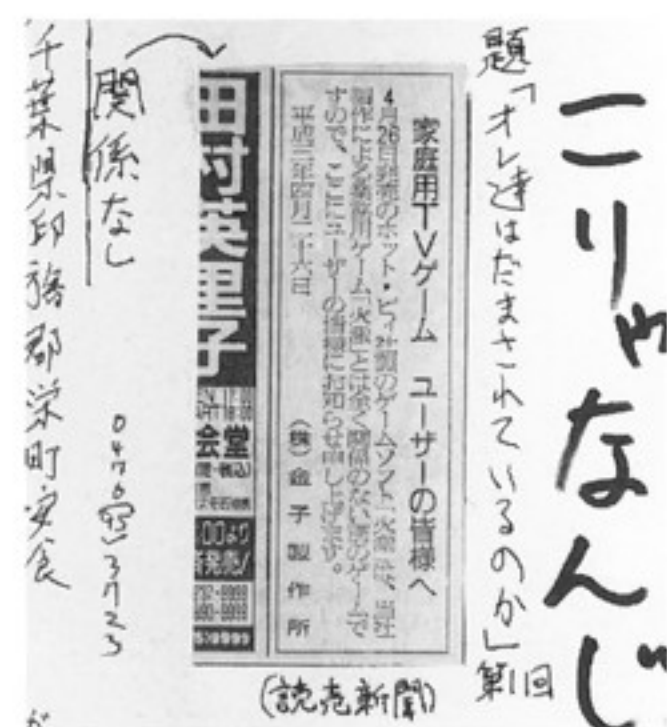 こりゃなんじ
題「オレ達はだまされているのか」第1回
家庭用TVゲーム ユーザーの皆様へ
4月26日発売のホット・ビィ社製のゲームソフト
製作による業務用ゲーム
とは全く関係のない別のゲームで
すので、ここにユーザーの皆様にお知らせ申し上げます。
平成三年四月二十六日
(株)金子製作所
田村英里子
会堂
(読売新聞)
関係なし
千葉県印旛郡栄町安食